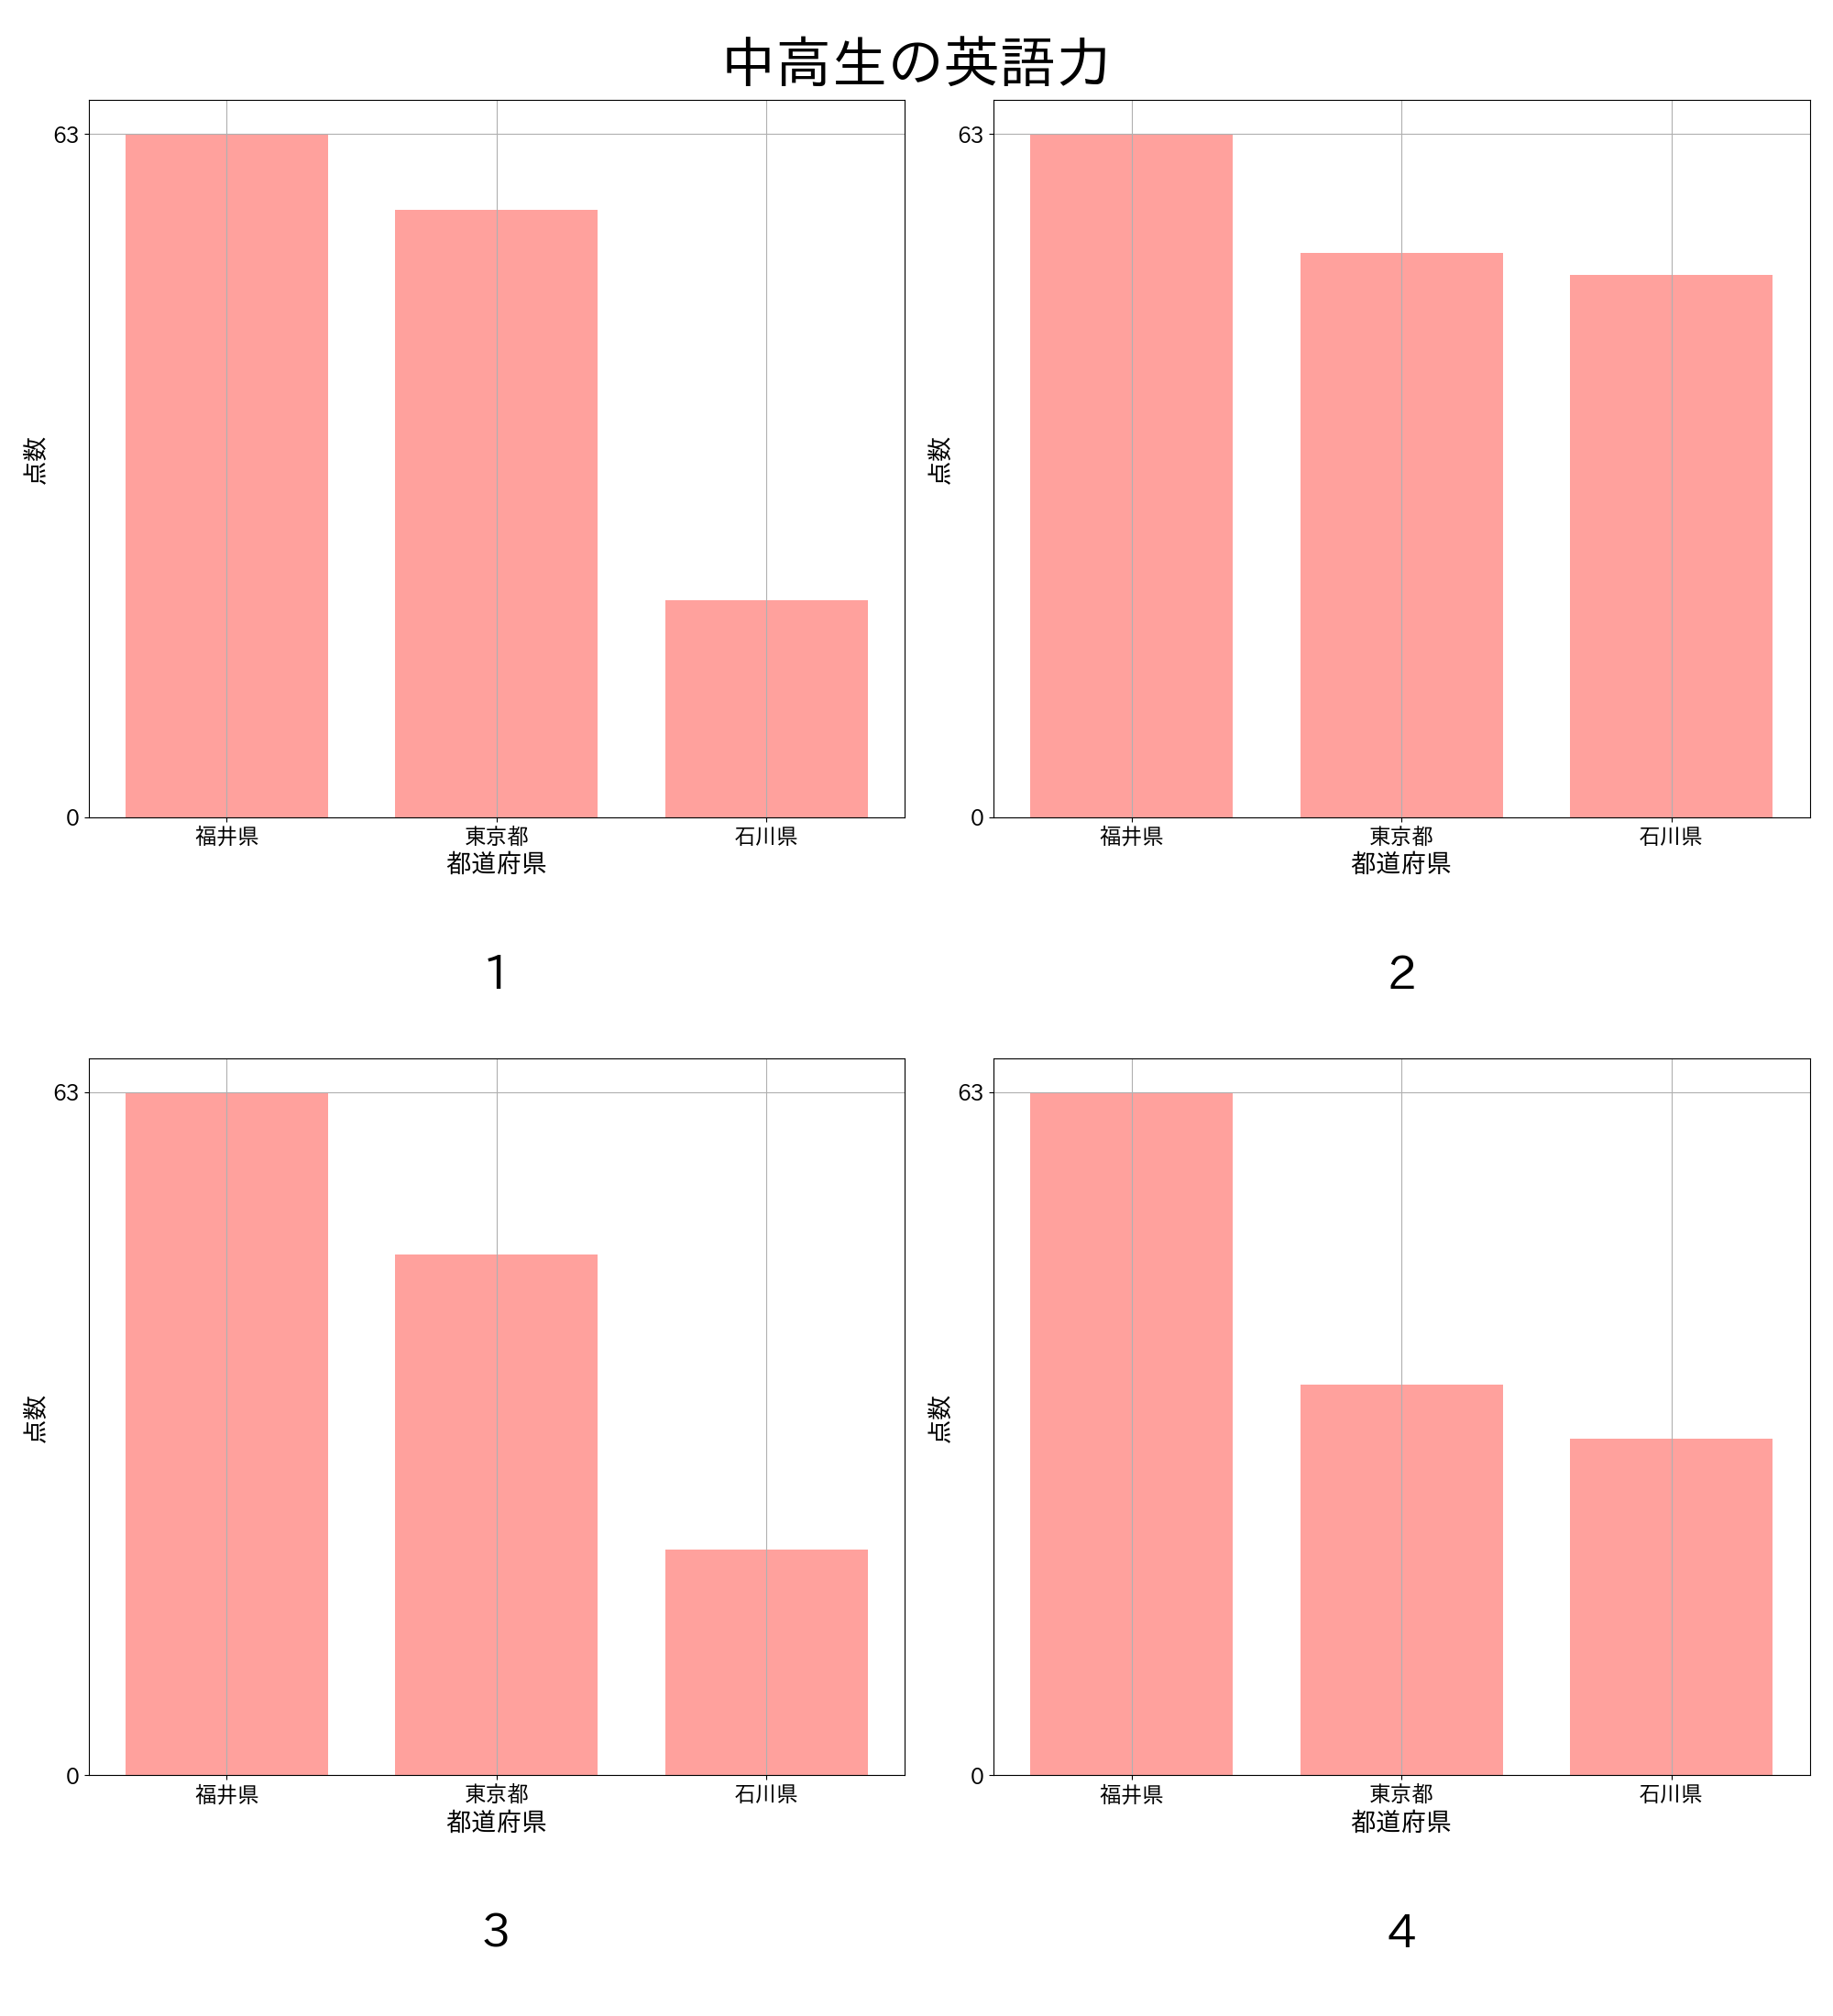 中高生の英語力
63
点数
0
福井県 東京都 石川県
都道府県
1
63
点数
0
福井県 東京都 石川県
都道府県
2
63
点数
0
福井県 東京都 石川県
都道府県
3
63
点数
0
福井県 東京都 石川県
都道府県
4